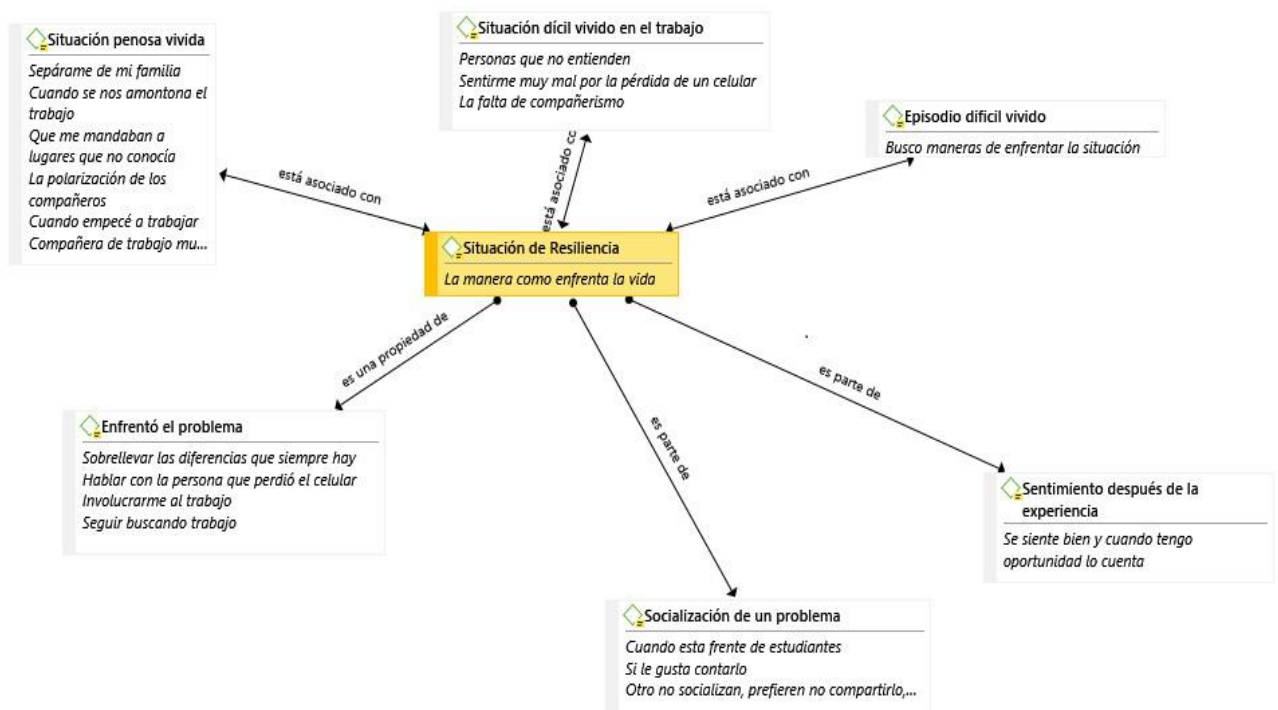 Situación penosa vivida
Sepárame de mi familia
Cuando se nos amontona el
trabajo
Que me mandaban a
lugares que no conocía
La polarización de los
compañeros
Cuando empecé a trabajar
Compañera de trabajo mu...
Situación dícil vivido en el trabajo
Personas que no entienden
Sentirme muy mal por la pérdida de un celular
La falta de compañerismo
Episodio dificil vivido
Busco maneras de enfrentar la situación
está asociado con
está asociado co
está asociado con
Situación de Resiliencia
La manera como enfrenta la vida
es una propiedad de
es parte de
es parte de
Enfrentó el problema
Sobrellevar las diferencias que siempre hay
Hablar con la persona que perdió el celular
Involucrarme al trabajo
Seguir buscando trabajo
Sentimiento después de la
experiencia
Se siente bien y cuando tengo
oportunidad lo cuenta
Socialización de un problema
Cuando esta frente de estudiantes
Si le gusta contarlo
Otro no socializan, prefieren no compartirlo,...